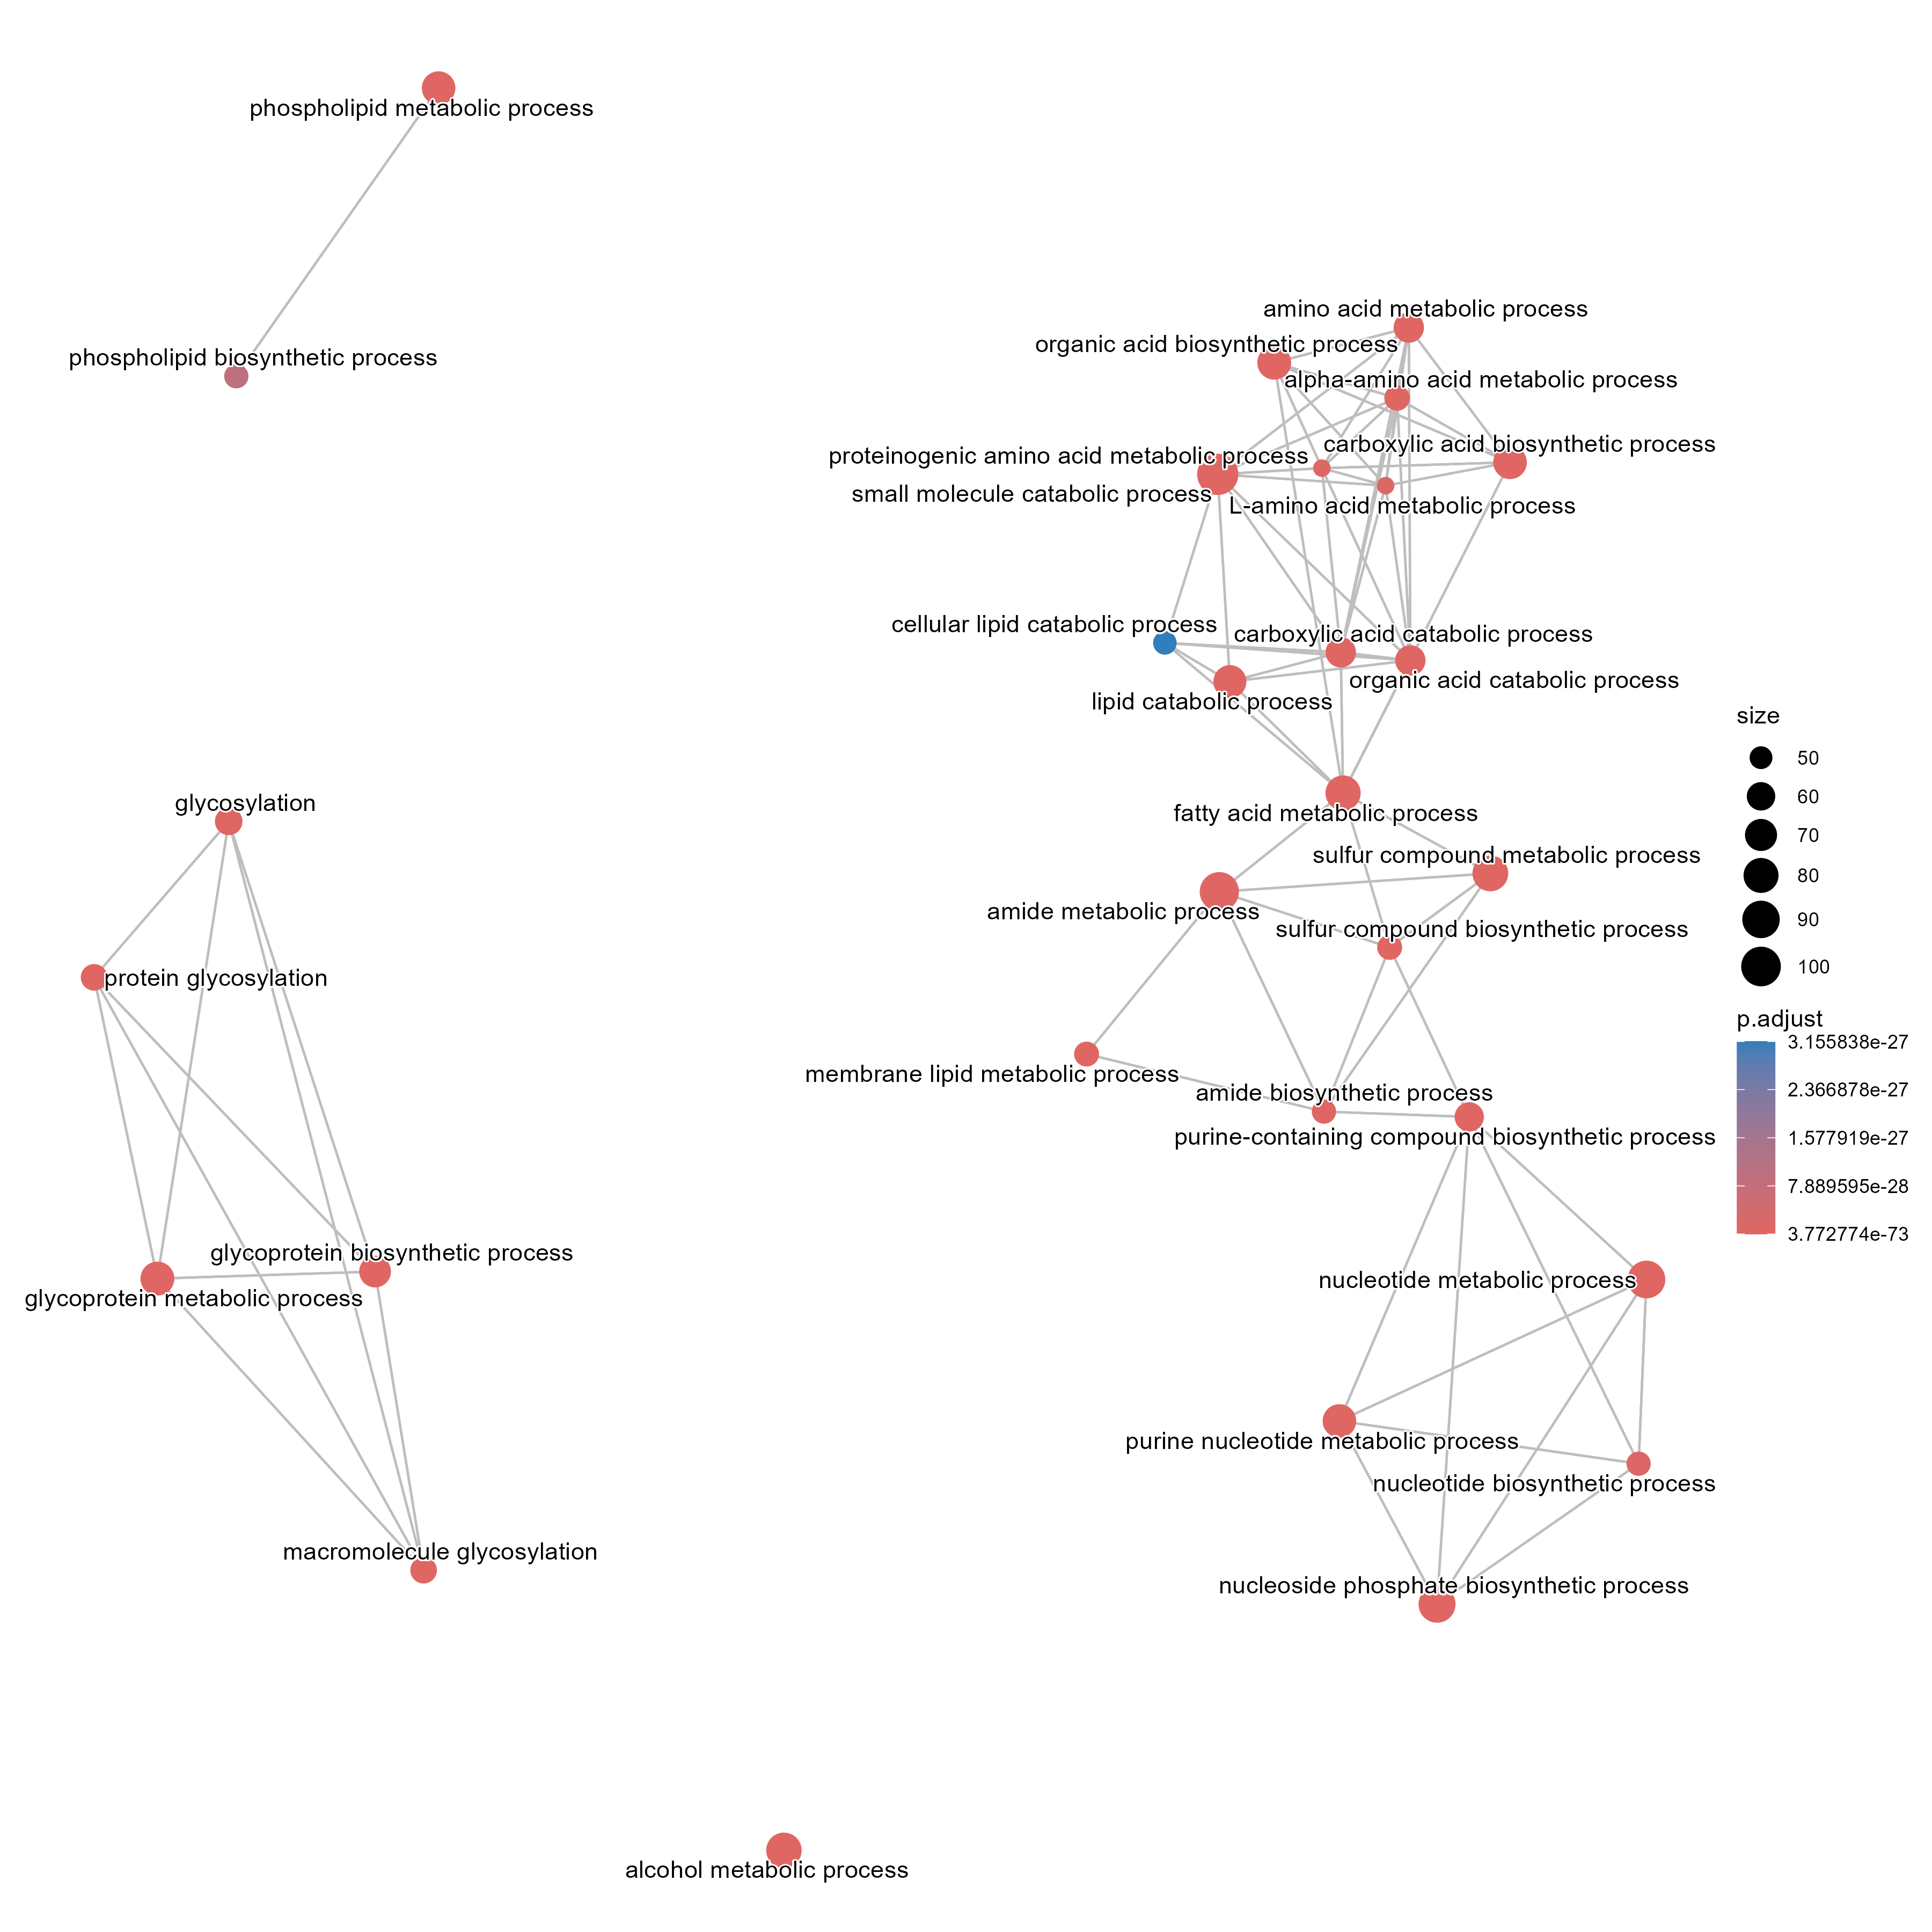 phospholipid metabolic process
phospholipid biosynthetic process
amino acid metabolic process
organic acid biosynthetic process
alpha-amino acid metabolic process
carboxylic acid biosynthetic process
proteinogenic amino acid metabolic process
small molecule catabolic process
L-amino acid metabolic process
cellular lipid catabolic process
carboxylic acid catabolic process
organic acid catabolic process
lipid catabolic process
fatty acid metabolic process
sulfur compound metabolic process
amide metabolic process
sulfur compound biosynthetic process
membrane lipid metabolic process
amide biosynthetic process
purine-containing compound biosynthetic process
nucleotide metabolic process
purine nucleotide metabolic process
nucleotide biosynthetic process
nucleoside phosphate biosynthetic process
glycosylation
protein glycosylation
glycoprotein biosynthetic process
glycoprotein metabolic process
macromolecule glycosylation
alcohol metabolic process
size
50
60
70
80
90
100
p.adjust
3.155838e-27
2.366878e-27
1.577919e-27
7.889595e-28
3.772774e-73